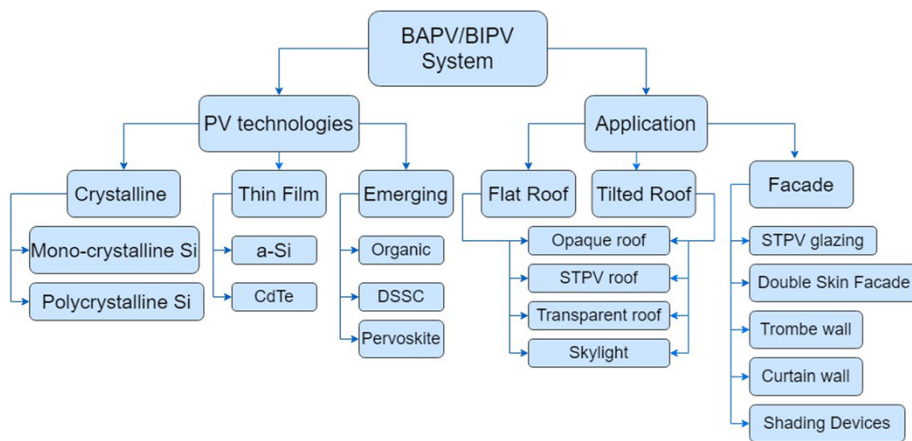 BAPV/BIPV
System
PV technologies
Application
Crystalline
Thin Film
Emerging
Flat Roof
Tilted Roof
Facade
Mono-crystalline Si
Polycrystalline Si
a-Si
CdTe
Organic
DSSC
Pervoskite
Opaque roof
STPV roof
Transparent roof
Skylight
STPV glazing
Double Skin Facade
Trombe wall
Curtain wall
Shading Devices